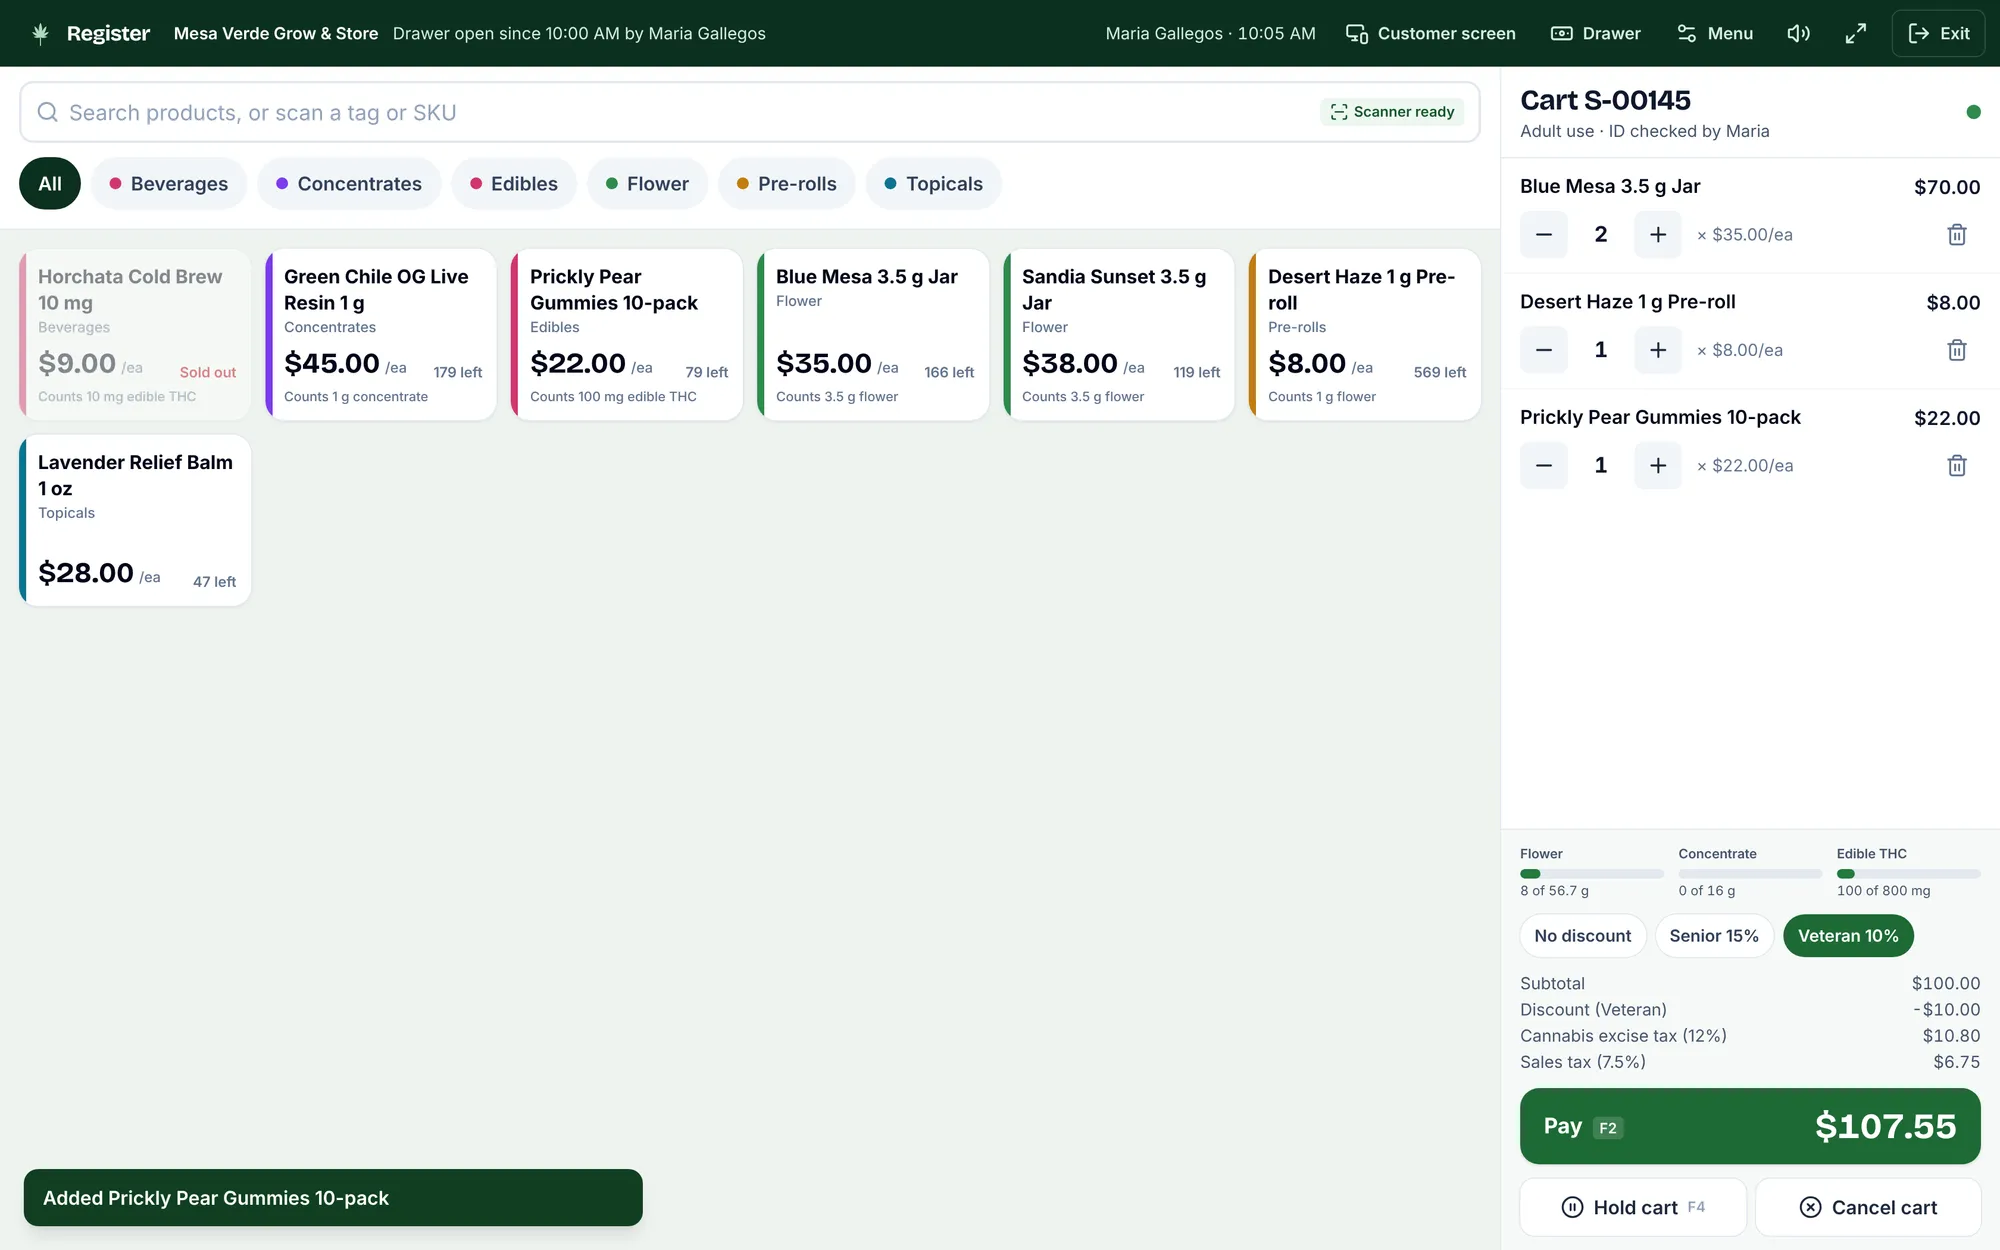 Register
Mesa Verde Grow & Store
Drawer open since 10:00 AM by Maria Gallegos
Maria Gallegos · 10:05 AM
Customer screen
Drawer
Menu
Exit
Search products, or scan a tag or SKU
Scanner ready
All
Beverages
Concentrates
Edibles
Flower
Pre-rolls
Topicals
Horchata Cold Brew
10 mg
Beverages
$9.00 /ea
Sold out
Counts 10 mg edible THC
Green Chile OG Live
Resin 1 g
Concentrates
$45.00 /ea
179 left
Counts 1 g concentrate
Prickly Pear
Gummies 10-pack
Edibles
$22.00 /ea
79 left
Counts 100 mg edible THC
Blue Mesa 3.5 g Jar
Flower
$35.00 /ea
166 left
Counts 3.5 g flower
Sandia Sunset 3.5 g
Jar
Flower
$38.00 /ea
119 left
Counts 3.5 g flower
Desert Haze 1 g Pre-
roll
Pre-rolls
$8.00 /ea
569 left
Counts 1 g flower
Lavender Relief Balm
1 oz
Topicals
$28.00 /ea
47 left
Added Prickly Pear Gummies 10-pack
Cart S-00145
Adult use · ID checked by Maria
Blue Mesa 3.5 g Jar
$70.00
2
× $35.00/ea
Desert Haze 1 g Pre-roll
$8.00
1
× $8.00/ea
Prickly Pear Gummies 10-pack
$22.00
1
× $22.00/ea
Flower
8 of 56.7 g
Concentrate
0 of 16 g
Edible THC
100 of 800 mg
No discount
Senior 15%
Veteran 10%
Subtotal
$100.00
Discount (Veteran)
-$10.00
Cannabis excise tax (12%)
$10.80
Sales tax (7.5%)
$6.75
Pay F2
$107.55
Hold cart F4
Cancel cart